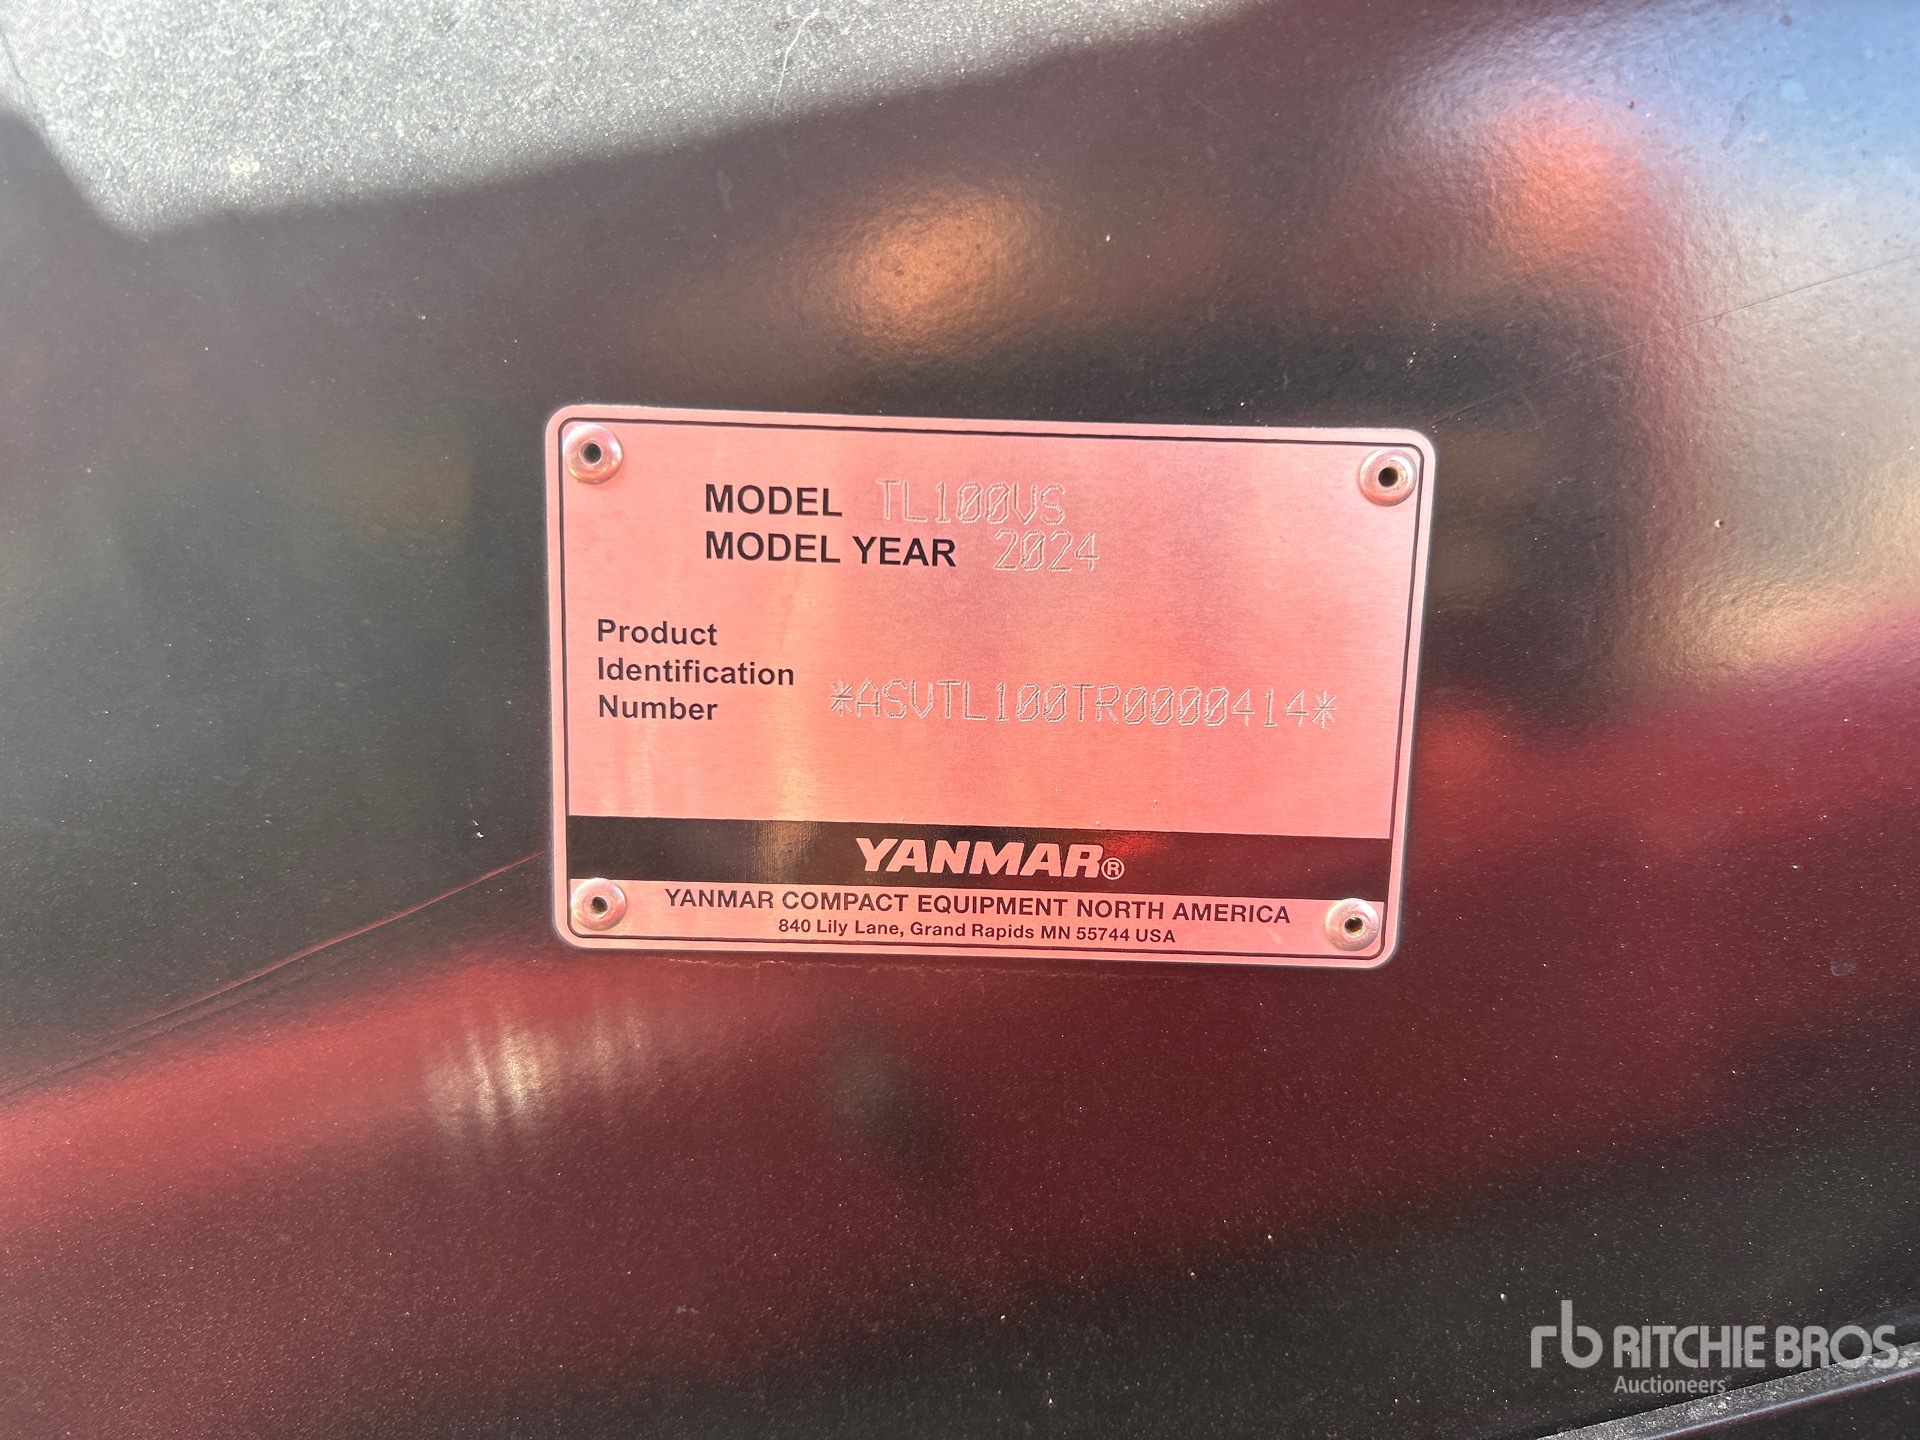 MODEL TL100VS
MODEL YEAR 2024
Product
Identification
Number *ASVTL100TR0000414*
YANMAR®
YANMAR COMPACT EQUIPMENT NORTH AMERICA
840 Lily Lane, Grand Rapids MN 55744 USA
rb RITCHIE BROS.
Auctioneers